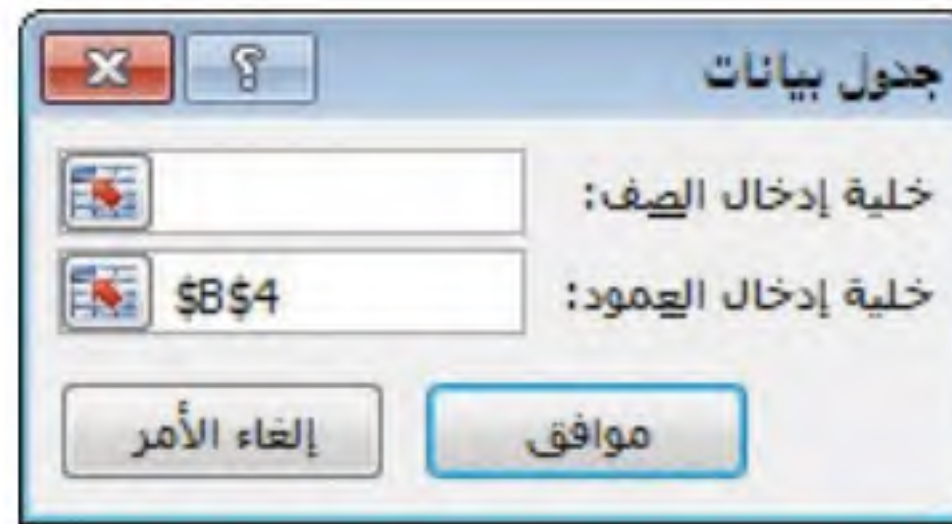 جدول بيانات
خلية إدخال الصف:
خلية إدخال العمود: $B$4
موافق إلغاء الأمر